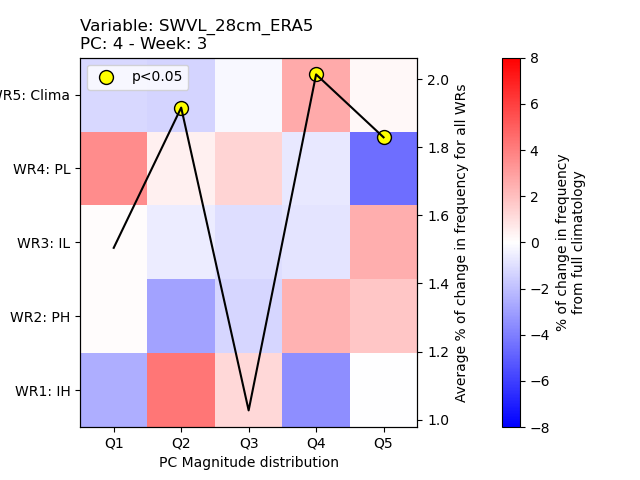 Variable: SWVL_28cm_ERA5
PC: 4 - Week: 3
p<0.05
R5: Clima
WR4: PL
WR3: IL
WR2: PH
WR1: IH
Q1 Q2 Q3 Q4 Q5
PC Magnitude distribution
2.0
1.8
1.6
1.4
1.2
1.0
Average % of change in frequency for all WRs
8
6
4
2
0
−2
−4
−6
−8
% of change in frequency
from full climatology